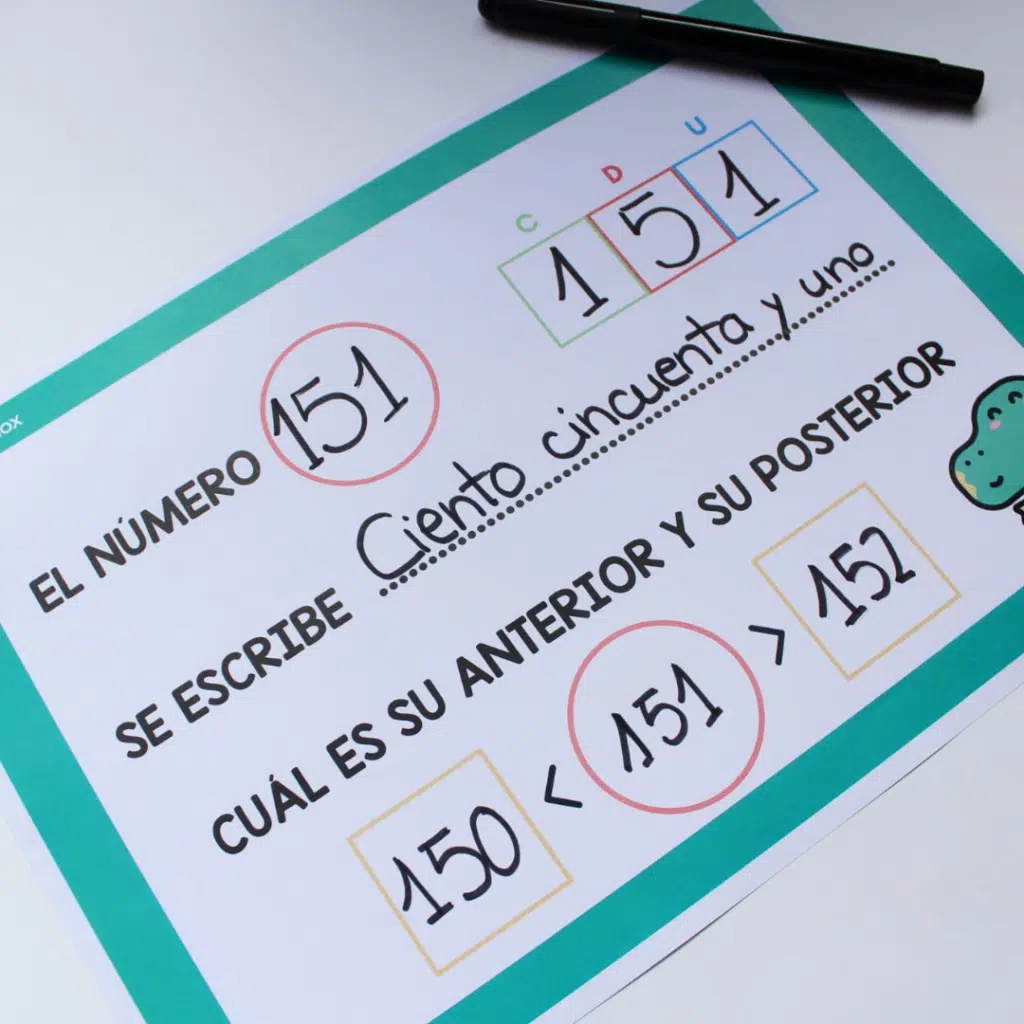 C D U
1 5 1
EL NÚMERO 151
SE ESCRIBE Ciento cincuenta y uno
CUÁL ES SU ANTERIOR Y SU POSTERIOR
150 < 151 > 152